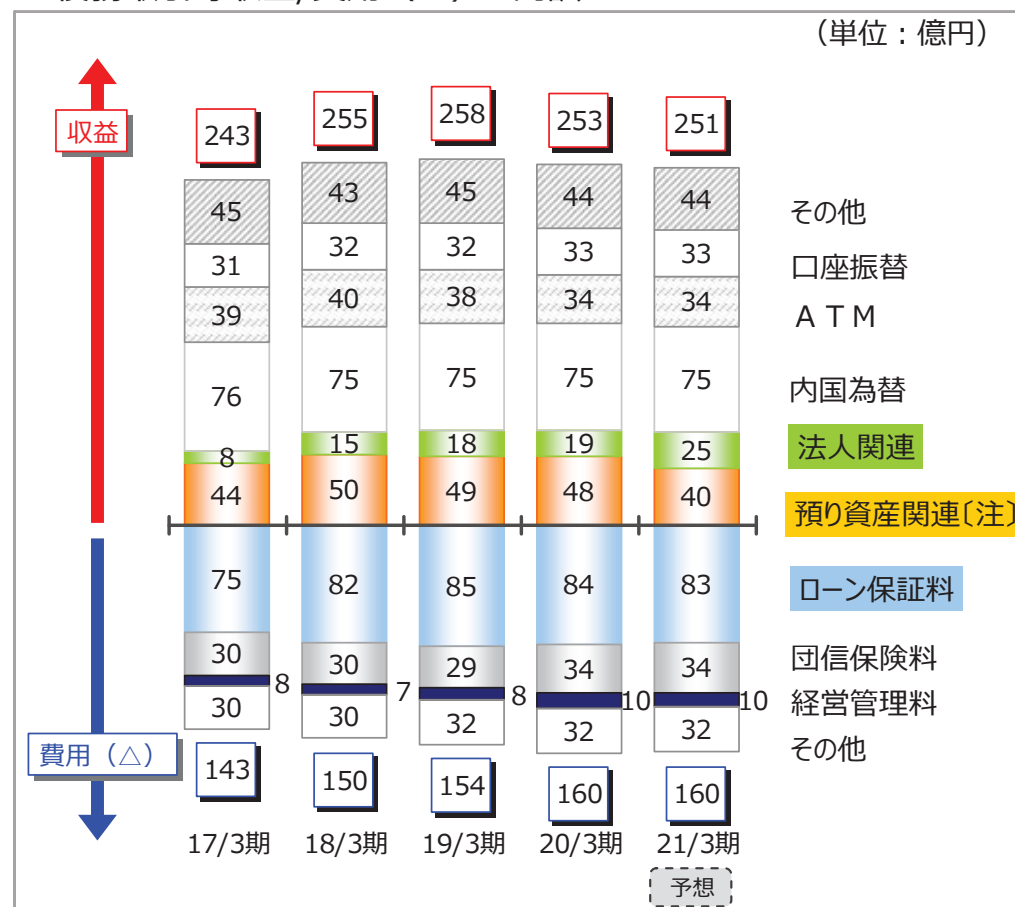 （単位：億円）
収益
243 255 258 253 251
45 43 45 44 44 その他
31 32 32 33 33 口座振替
39 40 38 34 34 ＡＴＭ
76 75 75 75 75 内国為替
8 15 18 19 25 法人関連
44 50 49 48 40 預り資産関連〔注〕
75 82 85 84 83 ローン保証料
30 30 29 34 34 団信保険料
8 7 8 10 10 経営管理料
30 30 32 32 32 その他
費用（△）
143 150 154 160 160
17/3期 18/3期 19/3期 20/3期 21/3期
予想